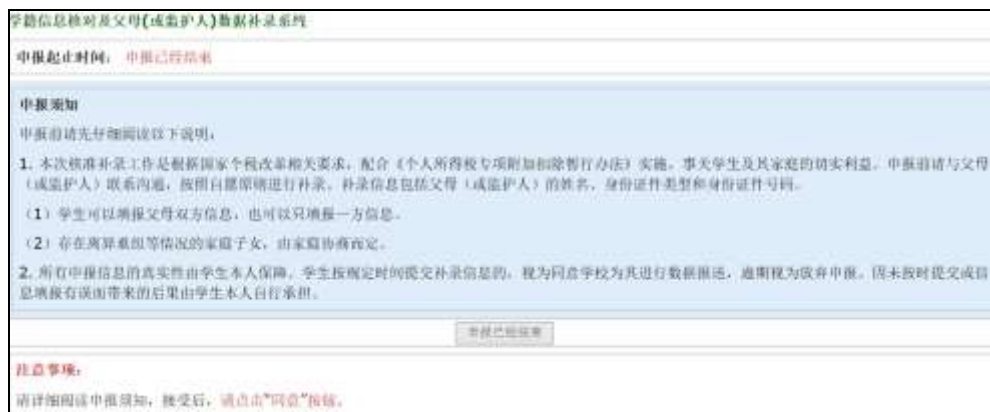 学籍信息核对及父母(或监护人)数据补录系统
申报起止时间: 申报已经结束
申报须知
申报前请先仔细阅读以下说明:
1. 本次核准补录工作是根据国家个税改革相关要求, 配合《个人所得税专项附加扣除暂行办法》实施。事关学生及其家庭的切实利益。申报前请与父母
(或监护人)联系沟通, 按照自愿原则进行补录。补录信息包括父母(或监护人)的姓名、身份证件类型和身份证件号码。
(1) 学生可以填报父母双方信息, 也可以只填报一方信息。
(2) 存在离异重组等情况的家庭子女, 由家庭协商而定。
2. 所有申报信息的真实性由学生本人保障。学生按规定时间提交补录信息的, 视为同意学校为其进行数据推送, 逾期视为放弃申报。因未按时提交或信
息填报有误而带来的后果由学生本人自行承担。
申报已经结束
注意事项:
请详细阅读申报须知, 接受后, 请点击"同意"按钮。